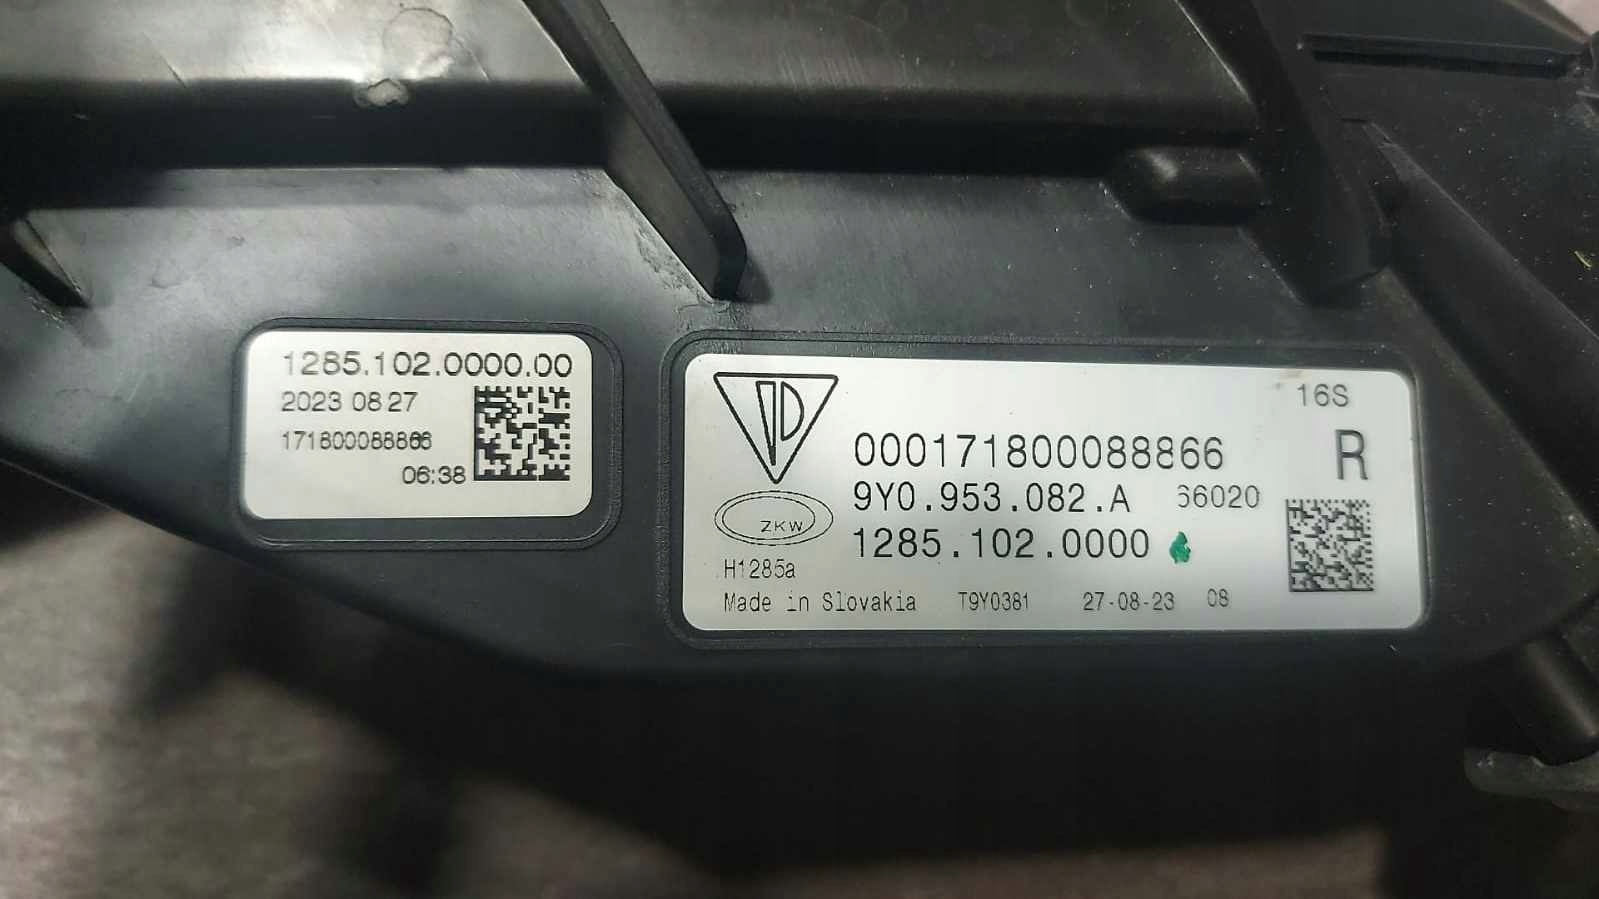 1285.102.0000.00
2023 08 27
171800088866
06:38
16S
000171800088866
R
9Y0.953.082.A 66020
ZKW
1285.102.0000
H1285a
Made in Slovakia T9Y0381 27-08-23 08